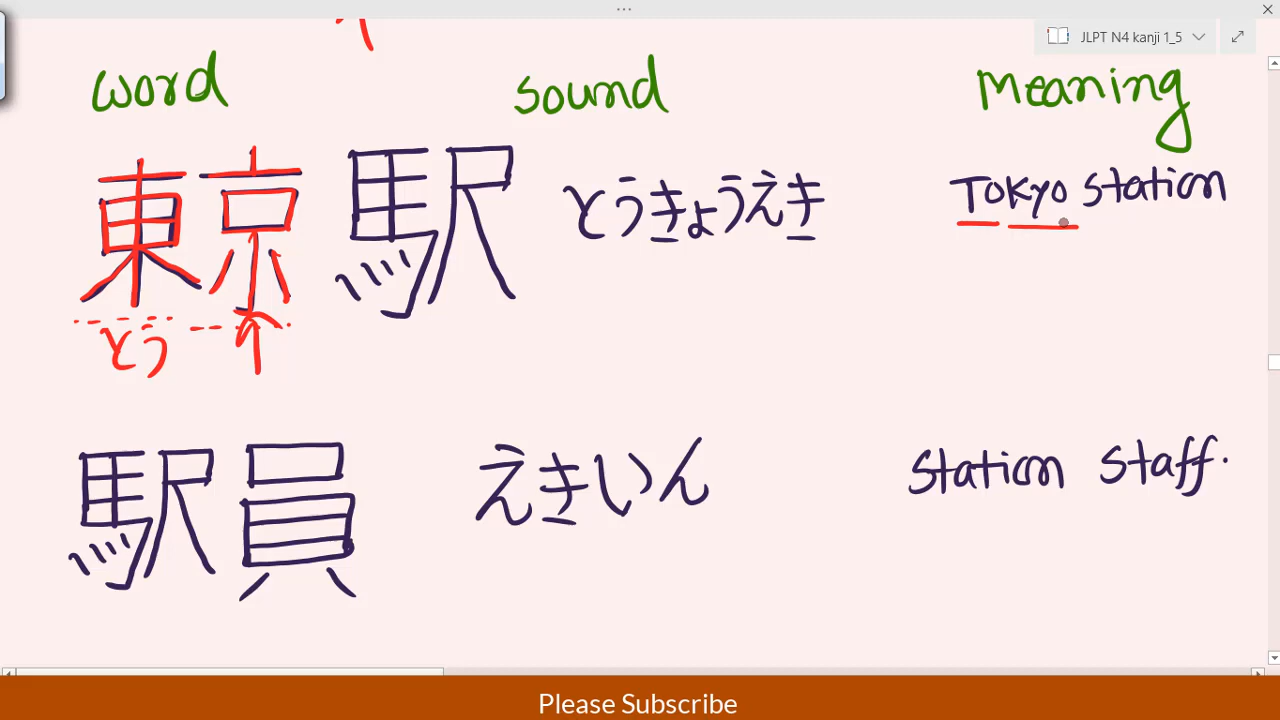 JLPT N4 kanji 1_5
word sound Meaning
東京駅 とうきょうえき Tokyo station
とう
駅員 えきいん station staff.
Please Subscribe